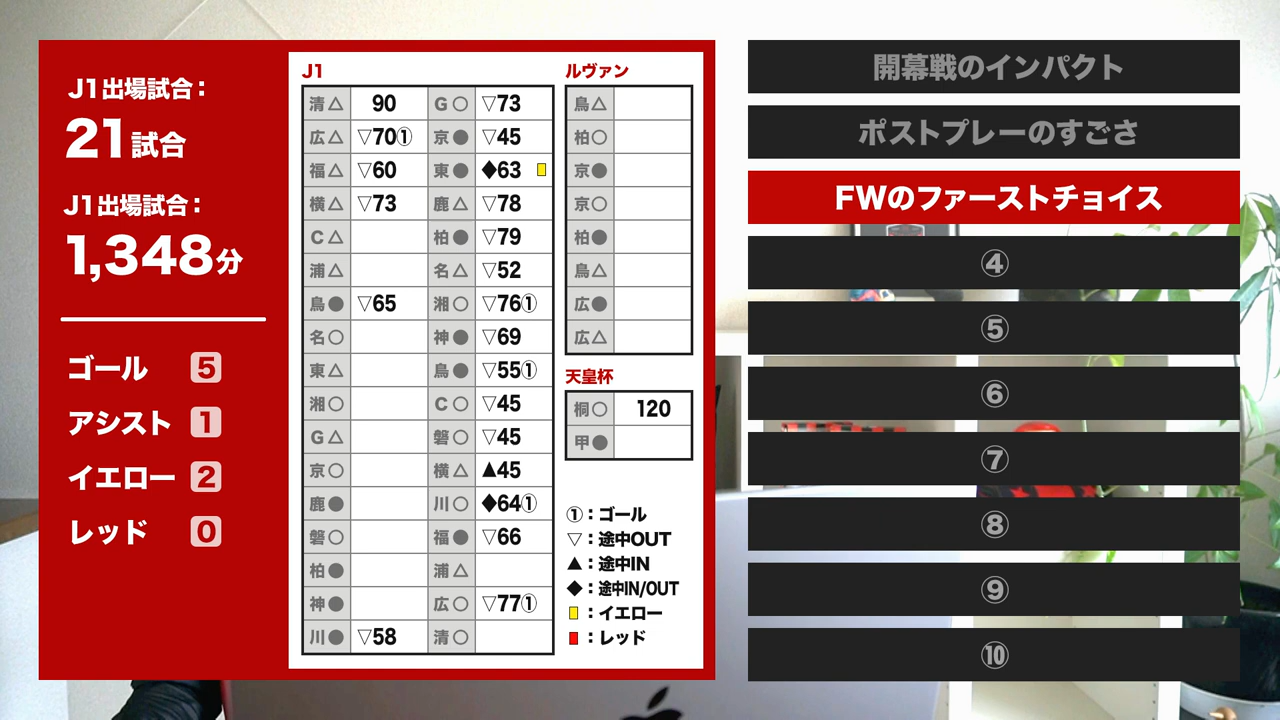 J1出場試合：
21試合
J1出場試合：
1,348分
ゴール 5
アシスト 1
イエロー 2
レッド 0
J1
清△ 90 G○ ▽73
広△ ▽70① 京● ▽45
福△ ▽60 東● ◆63
横△ ▽73 鹿△ ▽78
C△ 柏● ▽79
浦△ 名△ ▽52
鳥● ▽65 湘○ ▽76①
名○ 神● ▽69
東△ 鳥● ▽55①
湘○ C○ ▽45
G△ 磐○ ▽45
京○ 横△ ▲45
鹿● 川○ ◆64①
磐○ 福● ▽66
柏● 浦△
神● 広○ ▽77①
川● ▽58 清○
ルヴァン
鳥△
柏○
京●
京○
柏●
鳥△
広●
広△
天皇杯
桐○ 120
甲●
①：ゴール
▽：途中OUT
▲：途中IN
◆：途中IN/OUT
：イエロー
：レッド
開幕戦のインパクト
ポストプレーのすごさ
FWのファーストチョイス
④
⑤
⑥
⑦
⑧
⑨
⑩